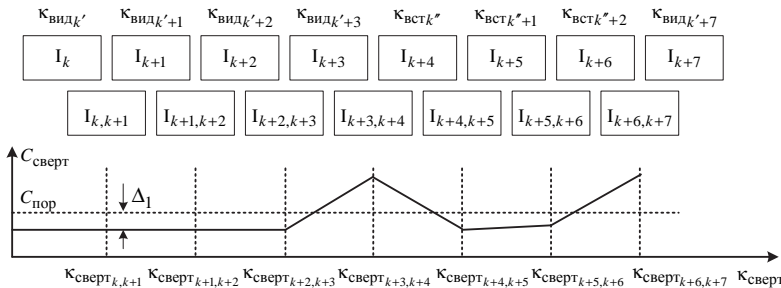 κвидk′ κвидk′+1 κвидk′+2 κвидk′+3 κвстk″ κвстk″+1 κвстk″+2 κвидk′+7
Ik Ik+1 Ik+2 Ik+3 Ik+4 Ik+5 Ik+6 Ik+7
Ik,k+1 Ik+1,k+2 Ik+2,k+3 Ik+3,k+4 Ik+4,k+5 Ik+5,k+6 Ik+6,k+7
Cсверт
Cпор Δ1
κсвертk,k+1 κсвертk+1,k+2 κсвертk+2,k+3 κсвертk+3,k+4 κсвертk+4,k+5 κсвертk+5,k+6 κсвертk+6,k+7 κсверт